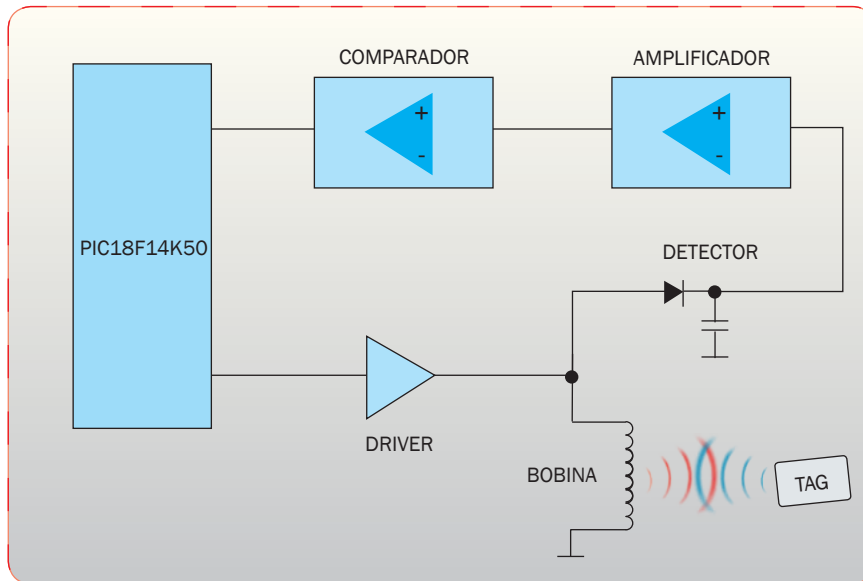 COMPARADOR
AMPLIFICADOR
+
-
+
-
PIC18F14K50
DETECTOR
DRIVER
BOBINA
TAG